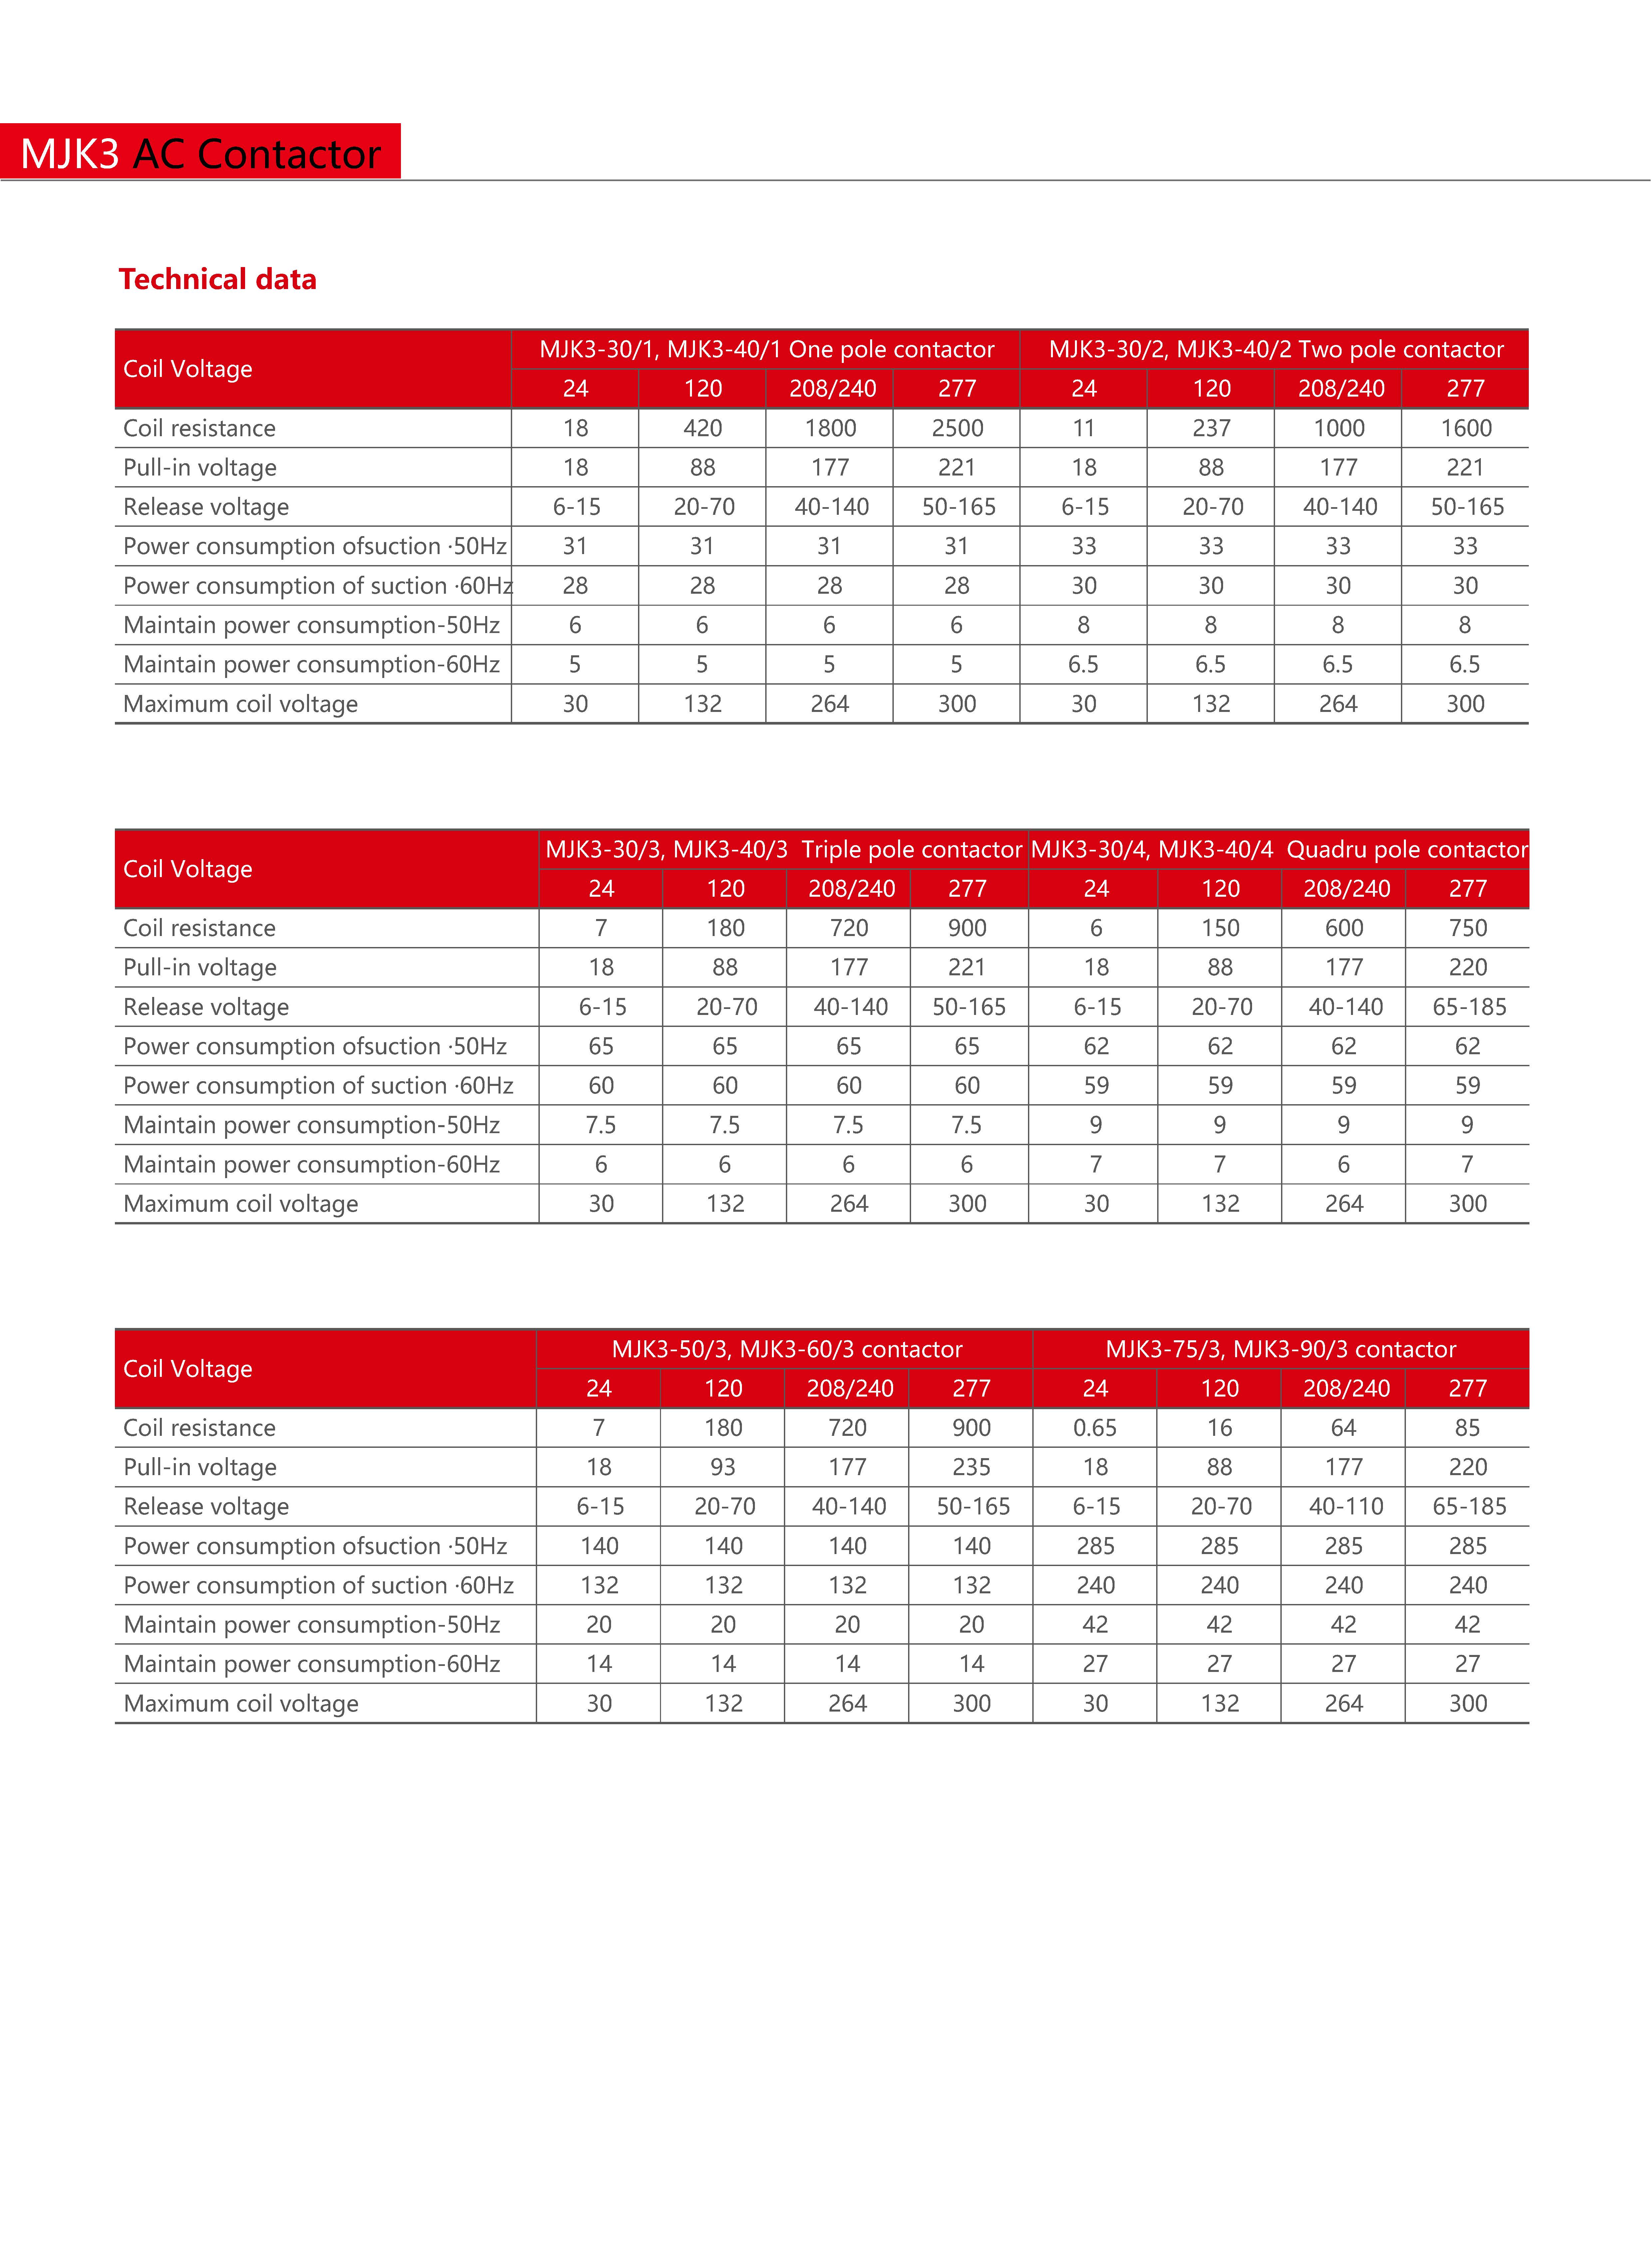 MJK3 AC Contactor
Technical data
Coil Voltage MJK3-30/1, MJK3-40/1 One pole contactor MJK3-30/2, MJK3-40/2 Two pole contactor
24 120 208/240 277 24 120 208/240 277
Coil resistance 18 420 1800 2500 11 237 1000 1600
Pull-in voltage 18 88 177 221 18 88 177 221
Release voltage 6-15 20-70 40-140 50-165 6-15 20-70 40-140 50-165
Power consumption ofsuction ·50Hz 31 31 31 31 33 33 33 33
Power consumption of suction ·60Hz 28 28 28 28 30 30 30 30
Maintain power consumption-50Hz 6 6 6 6 8 8 8 8
Maintain power consumption-60Hz 5 5 5 5 6.5 6.5 6.5 6.5
Maximum coil voltage 30 132 264 300 30 132 264 300
Coil Voltage MJK3-30/3, MJK3-40/3 Triple pole contactor MJK3-30/4, MJK3-40/4 Quadru pole contactor
24 120 208/240 277 24 120 208/240 277
Coil resistance 7 180 720 900 6 150 600 750
Pull-in voltage 18 88 177 221 18 88 177 220
Release voltage 6-15 20-70 40-140 50-165 6-15 20-70 40-140 65-185
Power consumption ofsuction ·50Hz 65 65 65 65 62 62 62 62
Power consumption of suction ·60Hz 60 60 60 60 59 59 59 59
Maintain power consumption-50Hz 7.5 7.5 7.5 7.5 9 9 9 9
Maintain power consumption-60Hz 6 6 6 6 7 7 6 7
Maximum coil voltage 30 132 264 300 30 132 264 300
Coil Voltage MJK3-50/3, MJK3-60/3 contactor MJK3-75/3, MJK3-90/3 contactor
24 120 208/240 277 24 120 208/240 277
Coil resistance 7 180 720 900 0.65 16 64 85
Pull-in voltage 18 93 177 235 18 88 177 220
Release voltage 6-15 20-70 40-140 50-165 6-15 20-70 40-110 65-185
Power consumption ofsuction ·50Hz 140 140 140 140 285 285 285 285
Power consumption of suction ·60Hz 132 132 132 132 240 240 240 240
Maintain power consumption-50Hz 20 20 20 20 42 42 42 42
Maintain power consumption-60Hz 14 14 14 14 27 27 27 27
Maximum coil voltage 30 132 264 300 30 132 264 300